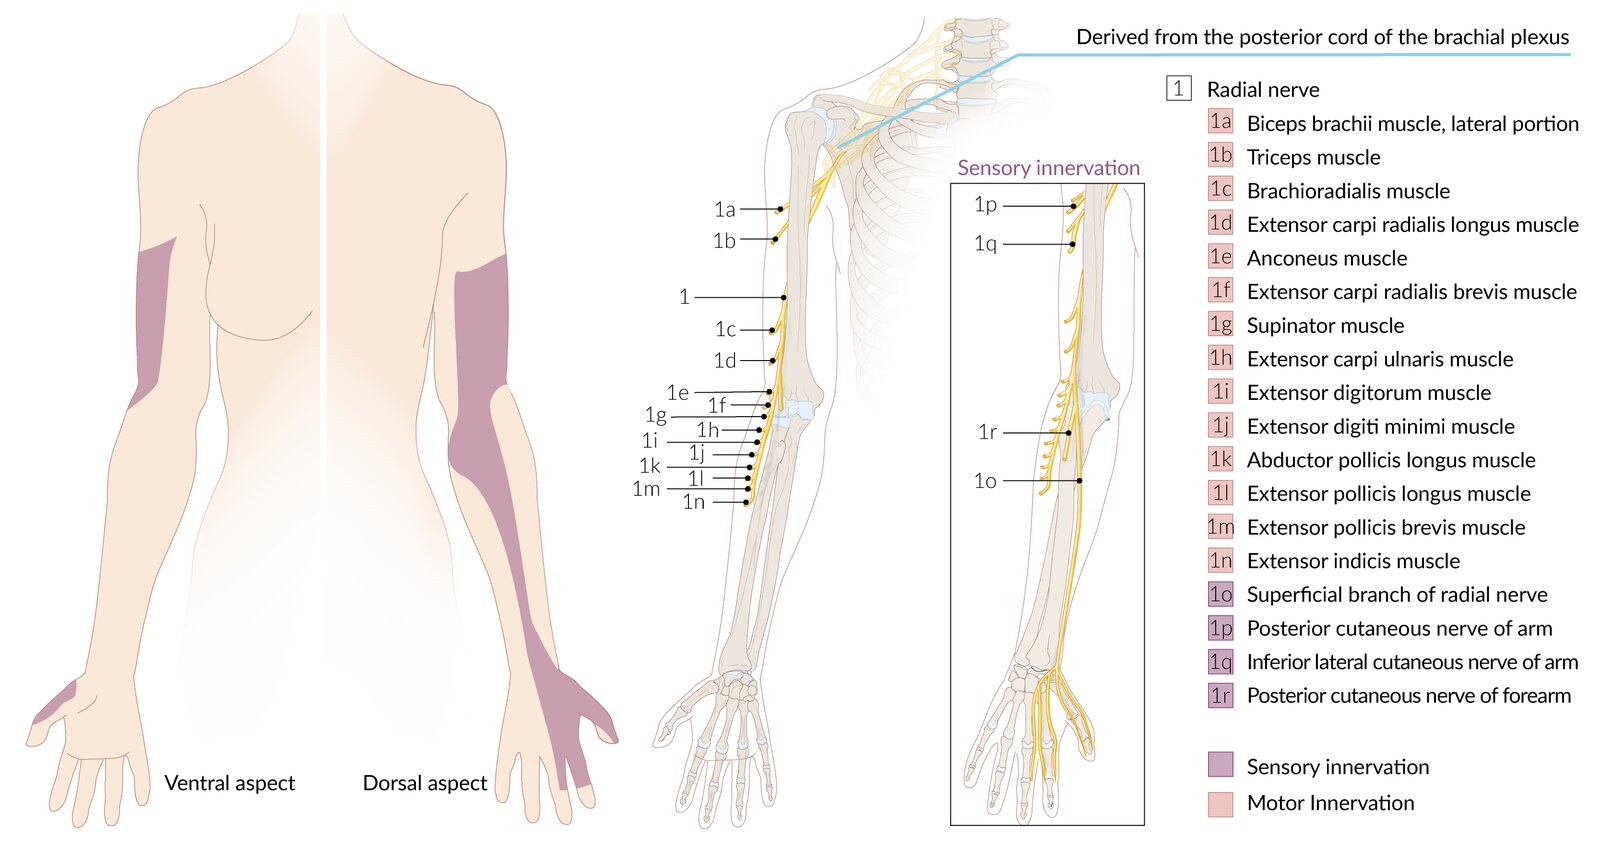 Derived from the posterior cord of the brachial plexus
1 Radial nerve
1a Biceps brachii muscle, lateral portion
1b Triceps muscle
1c Brachioradialis muscle
1d Extensor carpi radialis longus muscle
1e Anconeus muscle
1f Extensor carpi radialis brevis muscle
1g Supinator muscle
1h Extensor carpi ulnaris muscle
1i Extensor digitorum muscle
1j Extensor digiti minimi muscle
1k Abductor pollicis longus muscle
1l Extensor pollicis longus muscle
1m Extensor pollicis brevis muscle
1n Extensor indicis muscle
1o Superficial branch of radial nerve
1p Posterior cutaneous nerve of arm
1q Inferior lateral cutaneous nerve of arm
1r Posterior cutaneous nerve of forearm
Sensory innervation
Motor Innervation
Sensory innervation
1p
1q
1r
1o
1a
1b
1
1c
1d
1e
1f
1g
1h
1i
1j
1k
1l
1m
1n
Ventral aspect
Dorsal aspect